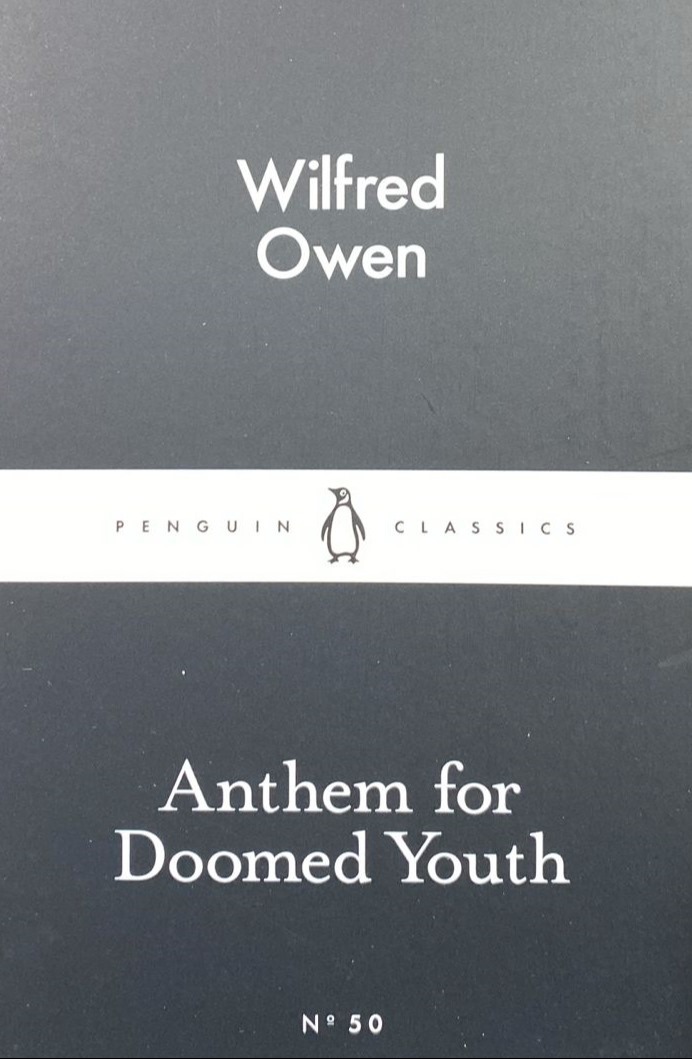 Wilfred
Owen
PENGUIN CLASSICS
Anthem for
Doomed Youth
Nº 50